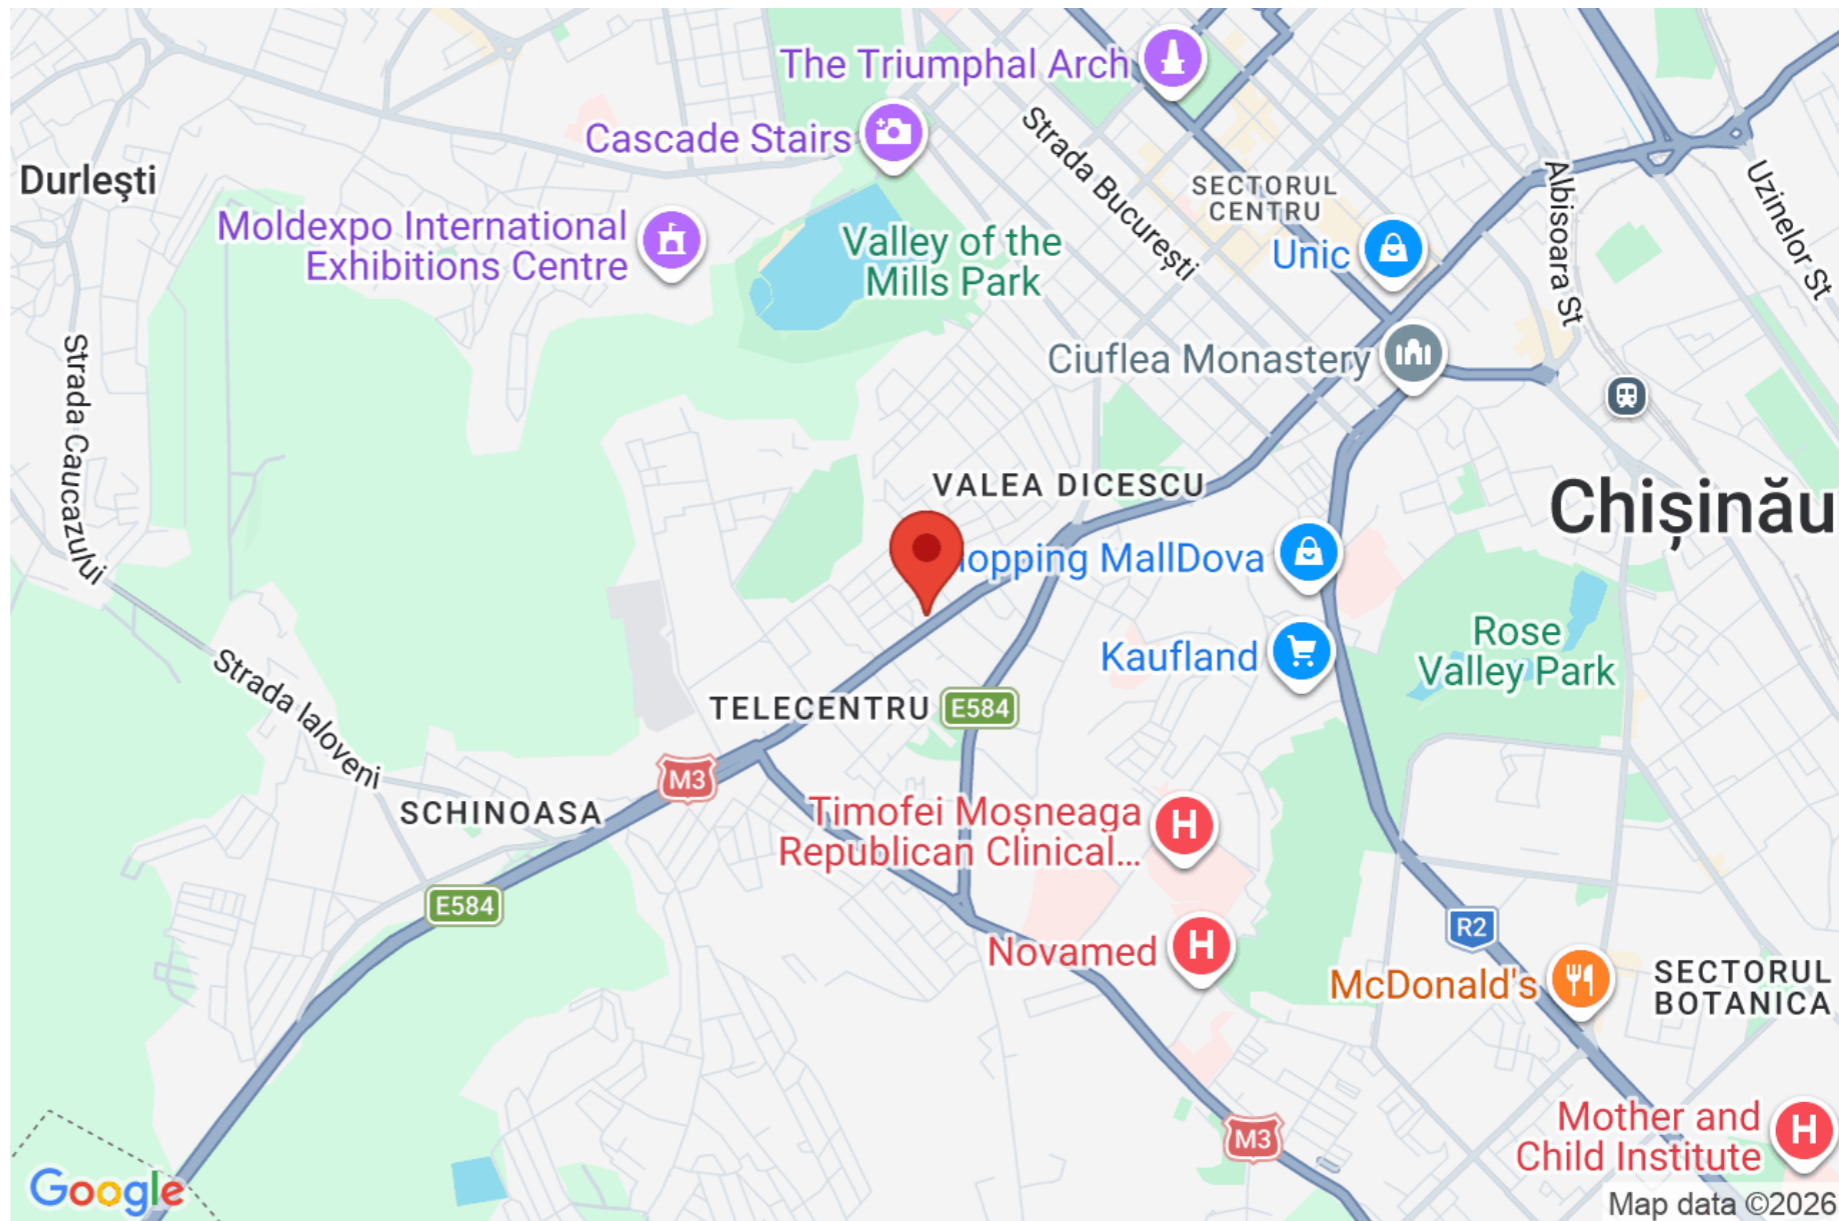 The Triumphal Arch
Cascade Stairs
Strada București
Durlești
SECTORUL
CENTRU
Albisoara St
Uzinelor St
Moldexpo International
Exhibitions Centre
Valley of the
Mills Park
Unic
Strada Caucazului
Ciuflea Monastery
VALEA DICESCU
Chișinău
opping MallDova
Rose
Valley Park
Kaufland
Strada Ialoveni
TELECENTRU
E584
M3
SCHINOASA
Timofei Moșneaga
Republican Clinical...
E584
R2
Novamed
McDonald's
SECTORUL
BOTANICA
M3
Mother and
Child Institute
Google
Map data ©2026